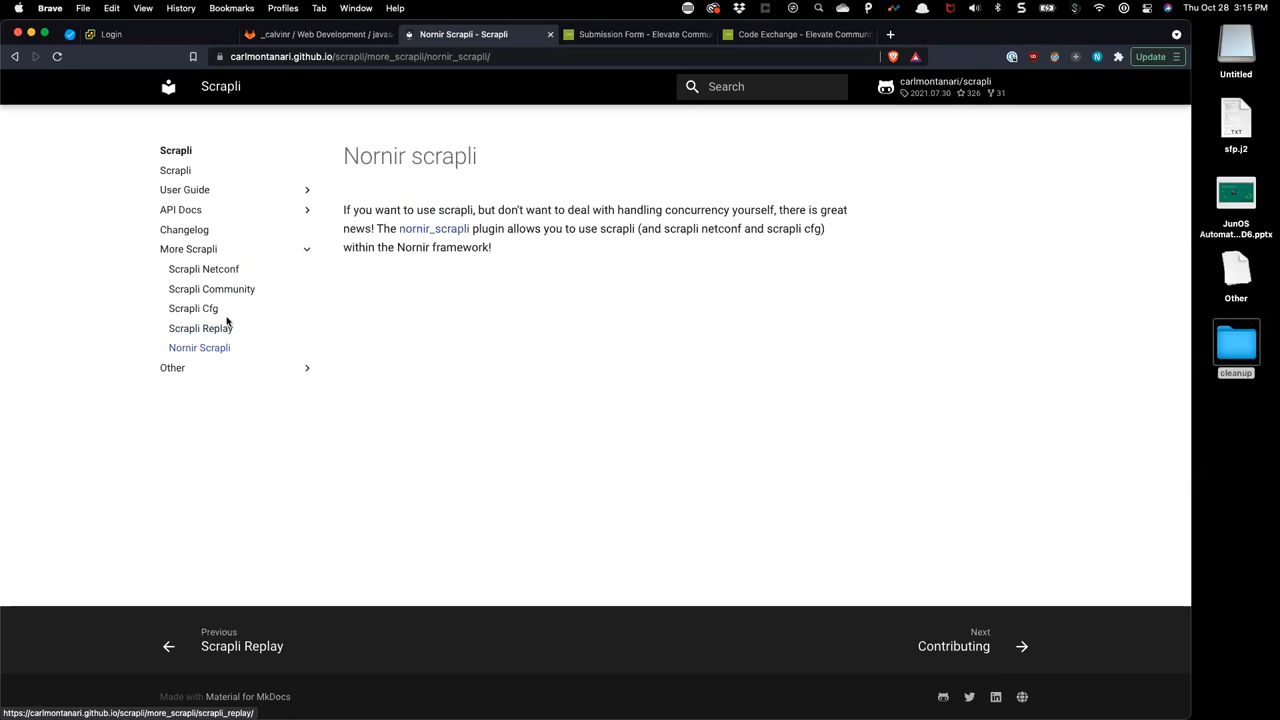 Brave File Edit View History Bookmarks Profiles Tab Window Help Thu Oct 28 3:15 PM
Login
_calvinr / Web Development / javas
Nornir Scrapli - Scrapli
Submission Form - Elevate Commun
Code Exchange - Elevate Communi
carlmontanari.github.io/scrapli/more_scrapli/nornir_scrapli/
Update
Scrapli
Search
carlmontanari/scrapli
2021.07.30 326 31
Scrapli
Scrapli
User Guide
API Docs
Changelog
More Scrapli
Scrapli Netconf
Scrapli Community
Scrapli Cfg
Scrapli Replay
Nornir Scrapli
Other
Nornir scrapli
If you want to use scrapli, but don't want to deal with handling concurrency yourself, there is great
news! The nornir_scrapli plugin allows you to use scrapli (and scrapli netconf and scrapli cfg)
within the Nornir framework!
Previous
Scrapli Replay
Next
Contributing
Made with Material for MkDocs
https://carlmontanari.github.io/scrapli/more_scrapli/scrapli_replay/
Untitled
TXT
sfp.j2
JunOS
Automat...D6.pptx
Other
cleanup